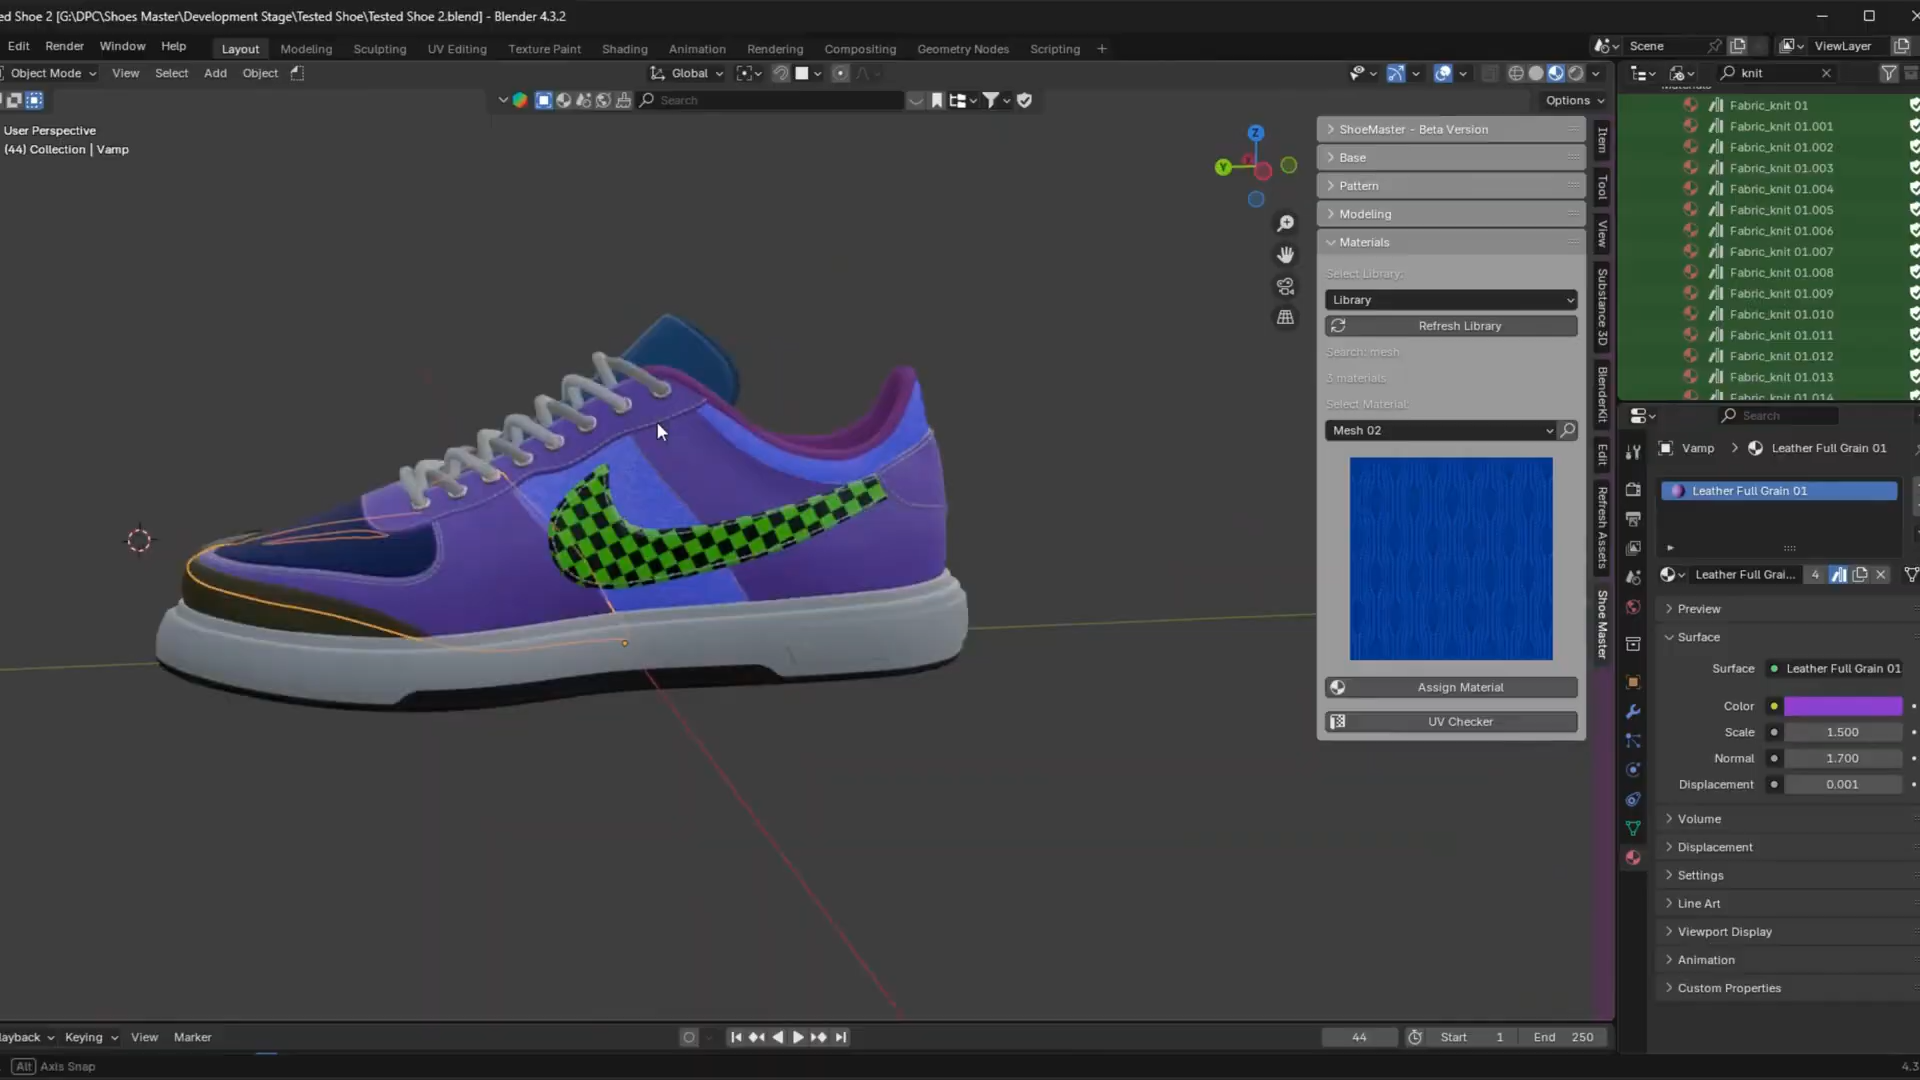 ed Shoe 2 [G:\DPC\Shoes Master\Development Stage\Tested Shoe\Tested Shoe 2.blend] - Blender 4.3.2
Edit Render Window Help Layout Modeling Sculpting UV Editing Texture Paint Shading Animation Rendering Compositing Geometry Nodes Scripting + Scene ViewLayer
Object Mode View Select Add Object Global knit
Search Options
User Perspective
(44) Collection | Vamp
Z
Y
ShoeMaster - Beta Version
Base
Pattern
Modeling
Materials
Select Library:
Library
Refresh Library
Search: mesh
3 materials
Select Material:
Mesh 02
Assign Material
UV Checker
Item
Tool
View
Substance 3D
BlenderKit
Edit
Refresh Assets
Shoe Master
Fabric_knit 01
Fabric_knit 01.001
Fabric_knit 01.002
Fabric_knit 01.003
Fabric_knit 01.004
Fabric_knit 01.005
Fabric_knit 01.006
Fabric_knit 01.007
Fabric_knit 01.008
Fabric_knit 01.009
Fabric_knit 01.010
Fabric_knit 01.011
Fabric_knit 01.012
Fabric_knit 01.013
Fabric_knit 01.014
Search
Vamp > Leather Full Grain 01
Leather Full Grain 01
Leather Full Grai... 4
Preview
Surface
Surface Leather Full Grain 01
Color
Scale 1.500
Normal 1.700
Displacement 0.001
Volume
Displacement
Settings
Line Art
Viewport Display
Animation
Custom Properties
layback Keying View Marker 44 Start 1 End 250
Alt Axis Snap 4.3